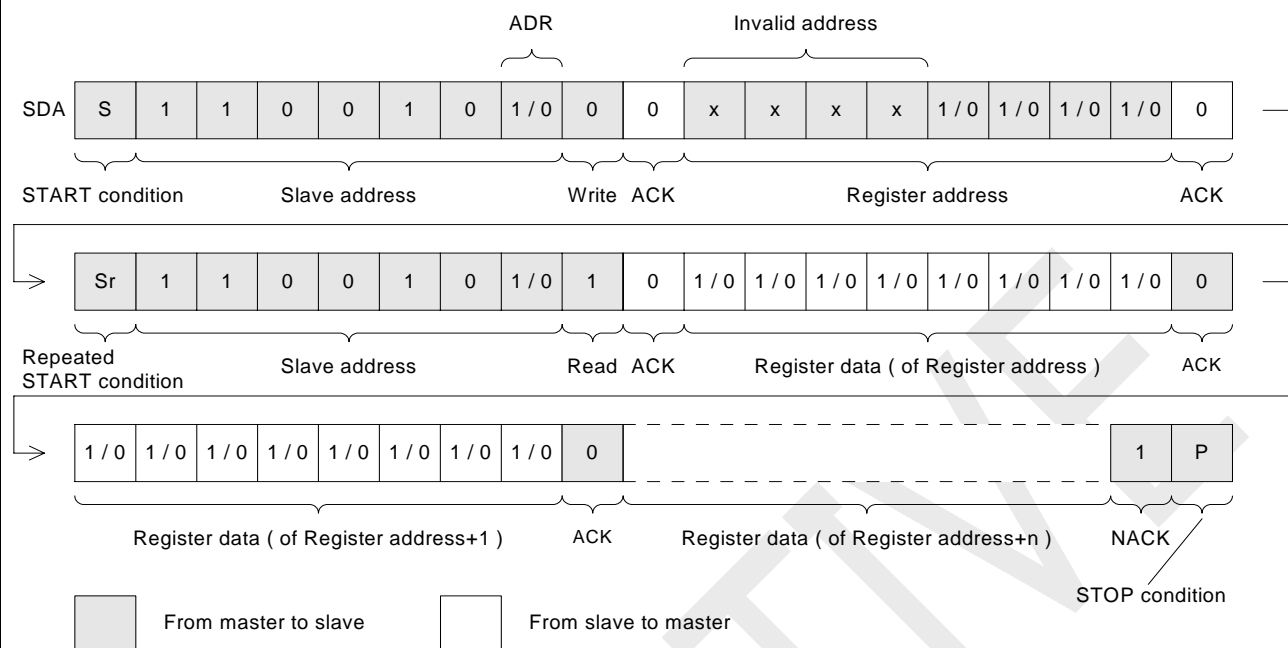 ADR Invalid address
SDA S 1 1 0 0 1 0 1 / 0 0 0 x x x x 1 / 0 1 / 0 1 / 0 1 / 0 0
START condition Slave address Write ACK Register address ACK
Sr 1 1 0 0 1 0 1 / 0 1 0 1 / 0 1 / 0 1 / 0 1 / 0 1 / 0 1 / 0 1 / 0 1 / 0 0
Repeated
START condition Slave address Read ACK Register data ( of Register address ) ACK
1 / 0 1 / 0 1 / 0 1 / 0 1 / 0 1 / 0 1 / 0 1 / 0 0 1 P
Register data ( of Register address+1 ) ACK Register data ( of Register address+n ) NACK
STOP condition
From master to slave From slave to master